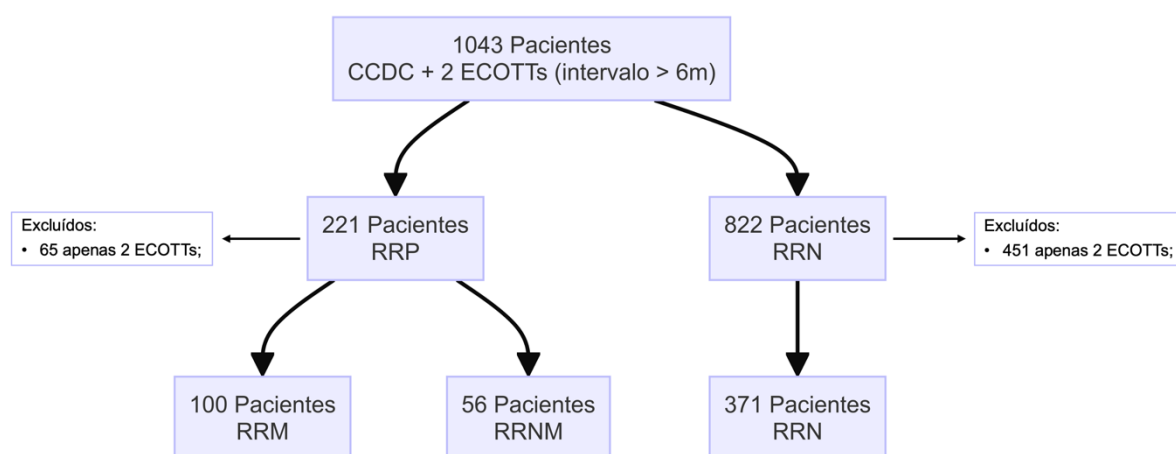 1043 Pacientes
CCDC + 2 ECOTTs (intervalo > 6m)
Excluídos:
• 65 apenas 2 ECOTTs;
221 Pacientes
RRP
822 Pacientes
RRN
Excluídos:
• 451 apenas 2 ECOTTs;
100 Pacientes
RRM
56 Pacientes
RRNM
371 Pacientes
RRN